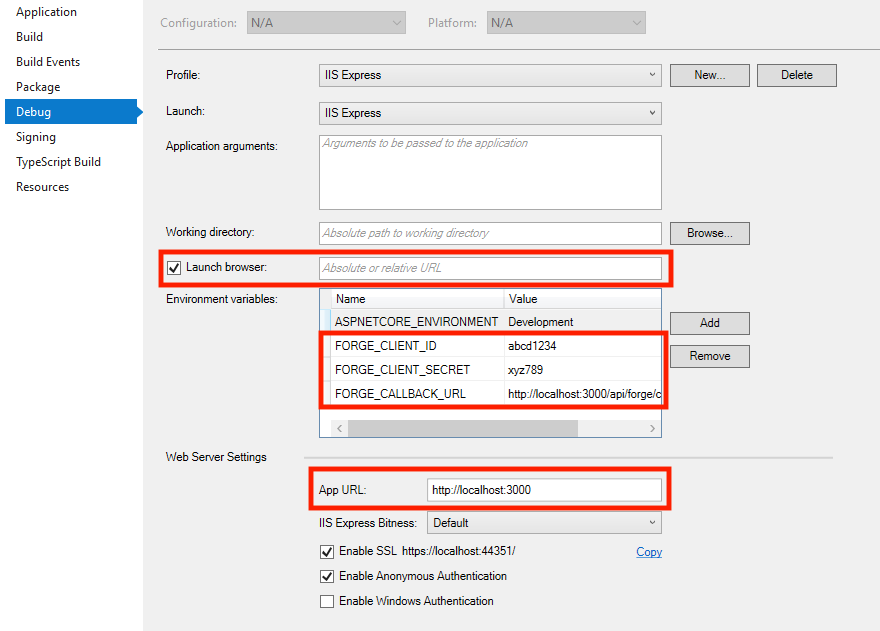 Application
Build
Build Events
Package
Debug
Signing
TypeScript Build
Resources
Configuration: N/A Platform: N/A
Profile: IIS Express New... Delete
Launch: IIS Express
Application arguments: Arguments to be passed to the application
Working directory: Absolute path to working directory Browse...
Launch browser: Absolute or relative URL
Environment variables: Name Value
ASPNETCORE_ENVIRONMENT Development Add
FORGE_CLIENT_ID abcd1234
FORGE_CLIENT_SECRET xyz789 Remove
FORGE_CALLBACK_URL http://localhost:3000/api/forge/c
Web Server Settings
App URL: http://localhost:3000
IIS Express Bitness: Default
Enable SSL https://localhost:44351/ Copy
Enable Anonymous Authentication
Enable Windows Authentication